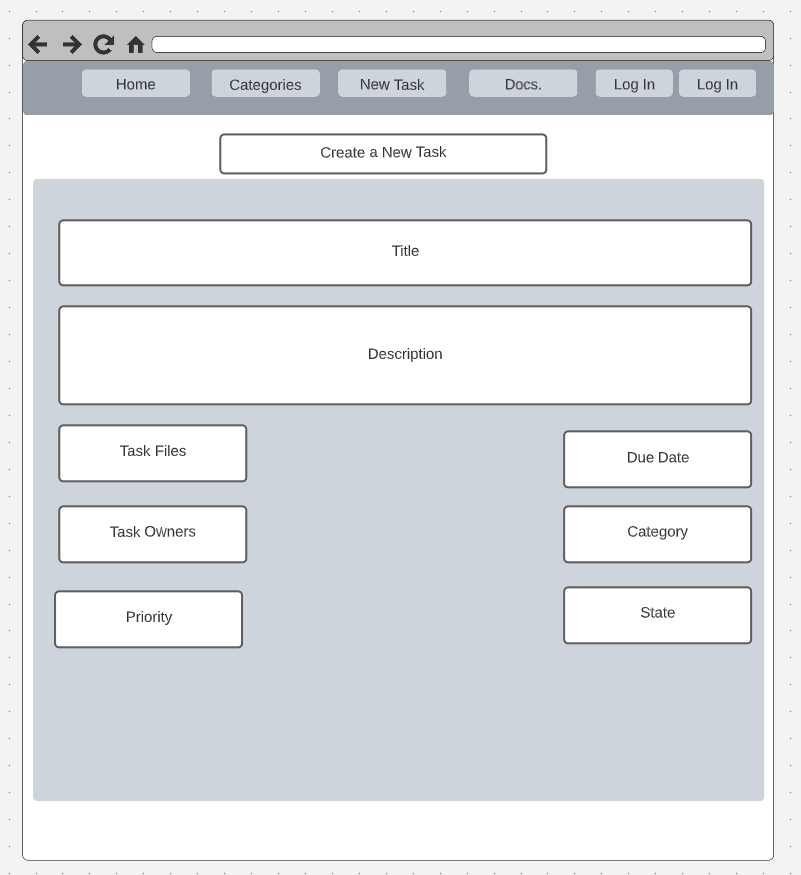 Home
Categories
New Task
Docs.
Log In
Log In
Create a New Task
Title
Description
Task Files
Due Date
Task Owners
Category
Priority
State